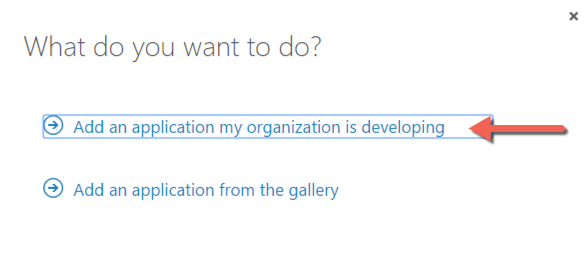 What do you want to do?
Add an application my organization is developing
Add an application from the gallery